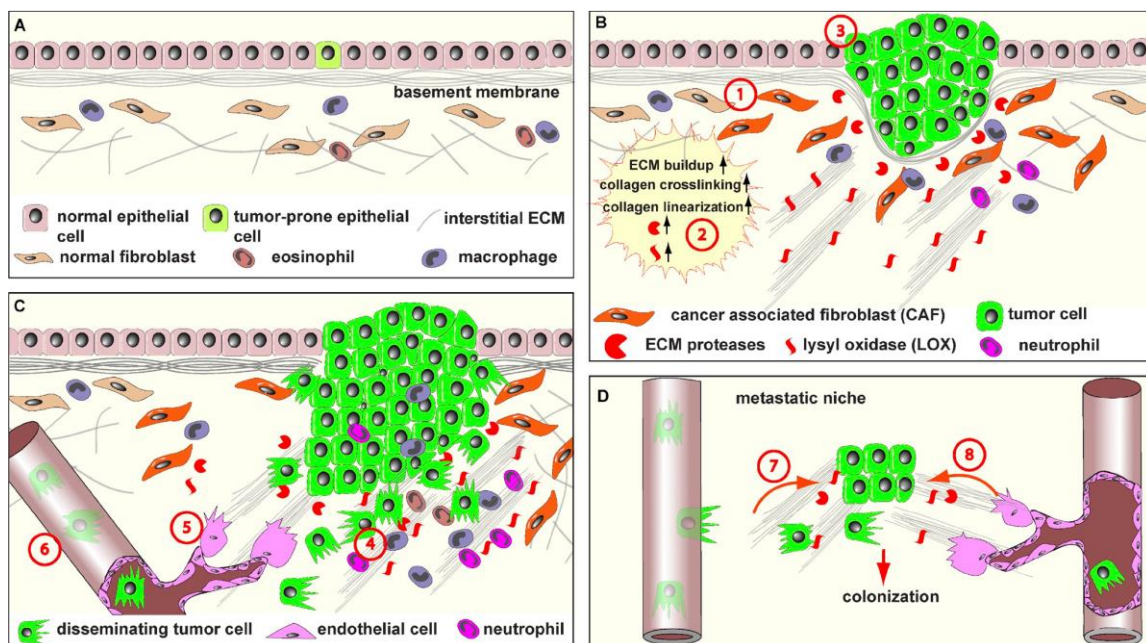 A
basement membrane
normal epithelial
cell
tumor-prone epithelial
cell
interstitial ECM
normal fibroblast
eosinophil
macrophage
B
3
1
ECM buildup
collagen crosslinking
collagen linearization
2
cancer associated fibroblast (CAF)
tumor cell
ECM proteases
lysyl oxidase (LOX)
neutrophil
C
5
4
6
disseminating tumor cell
endothelial cell
neutrophil
D
metastatic niche
7
8
colonization